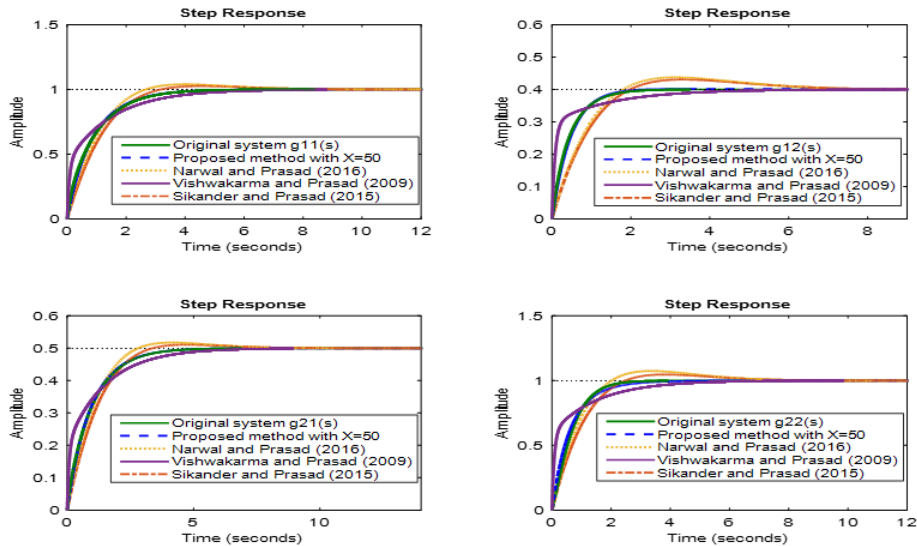 Step Response
1.5
1
0.5
0
Amplitude
0 2 4 6 8 10 12
Time (seconds)
Original system g11(s)
Proposed method with X=50
Narwal and Prasad (2016)
Vishwakarma and Prasad (2009)
Sikander and Prasad (2015)
Step Response
0.6
0.5
0.4
0.3
0.2
0.1
0
Amplitude
0 2 4 6 8
Time (seconds)
Original system g12(s)
Proposed method with X=50
Narwal and Prasad (2016)
Vishwakarma and Prasad (2009)
Sikander and Prasad (2015)
Step Response
0.6
0.5
0.4
0.3
0.2
0.1
0
Amplitude
0 5 10
Time (seconds)
Original system g21(s)
Proposed method with X=50
Narwal and Prasad (2016)
Vishwakarma and Prasad (2009)
Sikander and Prasad (2015)
Step Response
1.5
1
0.5
0
Amplitude
0 2 4 6 8 10 12
Time (seconds)
Original system g22(s)
Proposed method with X=50
Narwal and Prasad (2016)
Vishwakarma and Prasad (2009)
Sikander and Prasad (2015)